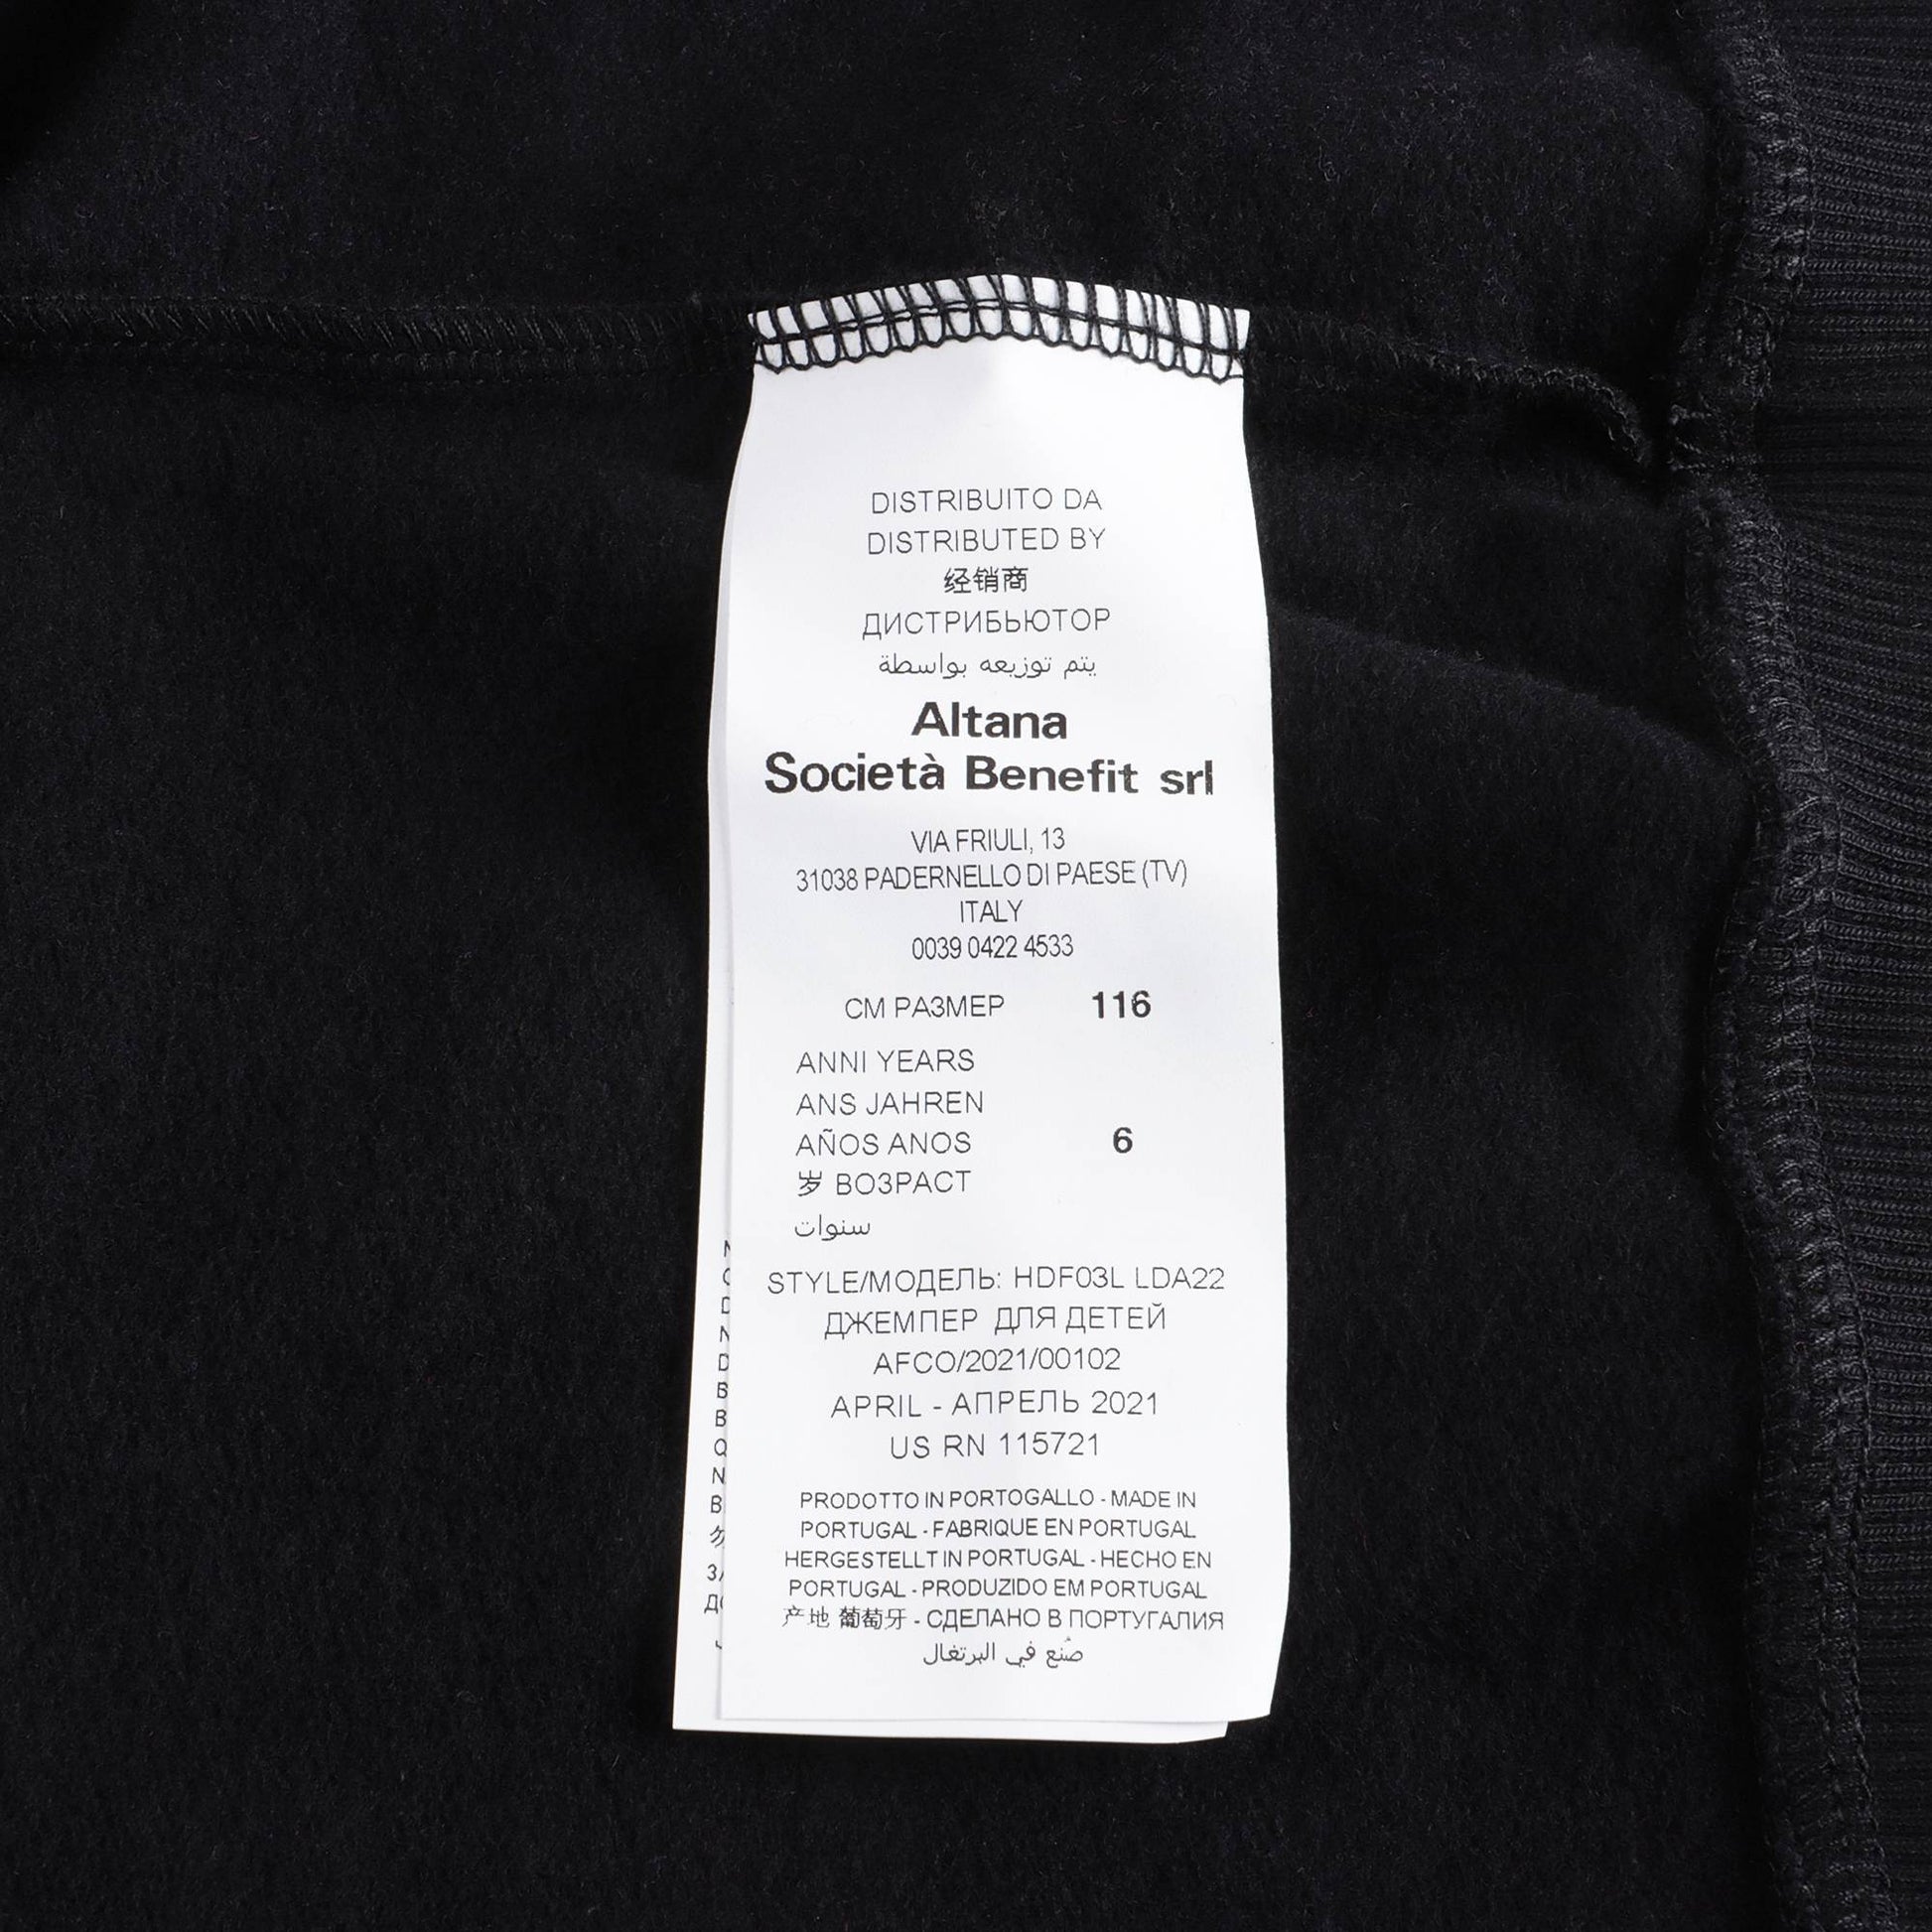 DISTRIBUITO DA
DISTRIBUTED BY
经销商
ДИСТРИБЬЮТОР
يتم توزيعه بواسطة
Altana
Società Benefit srl
VIA FRIULI, 13
31038 PADERNELLO DI PAESE (TV)
ITALY
0039 0422 4533
СМ РАЗМЕР 116
ANNI YEARS
ANS JAHREN
AÑOS ANOS 6
岁 ВОЗРАСТ
سنوات
STYLE/МОДЕЛЬ: HDF03L LDA22
ДЖЕМПЕР ДЛЯ ДЕТЕЙ
AFCO/2021/00102
APRIL - АПРЕЛЬ 2021
US RN 115721
PRODOTTO IN PORTOGALLO - MADE IN
PORTUGAL - FABRIQUE EN PORTUGAL
HERGESTELLT IN PORTUGAL - HECHO EN
PORTUGAL - PRODUZIDO EM PORTUGAL
产地 葡萄牙 - СДЕЛАНО В ПОРТУГАЛИЯ
صُنع في البرتغال